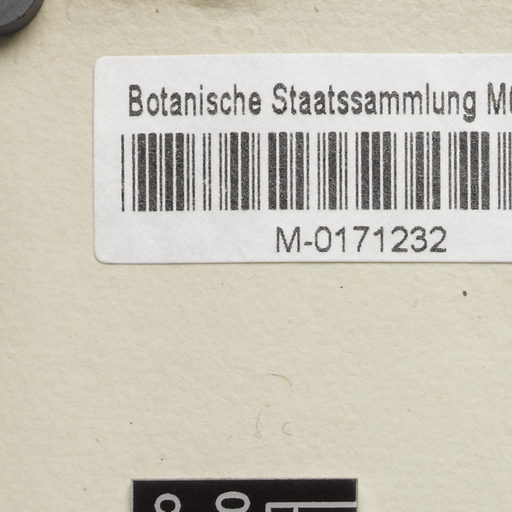 Botanische Staatssammlung
M-0171232